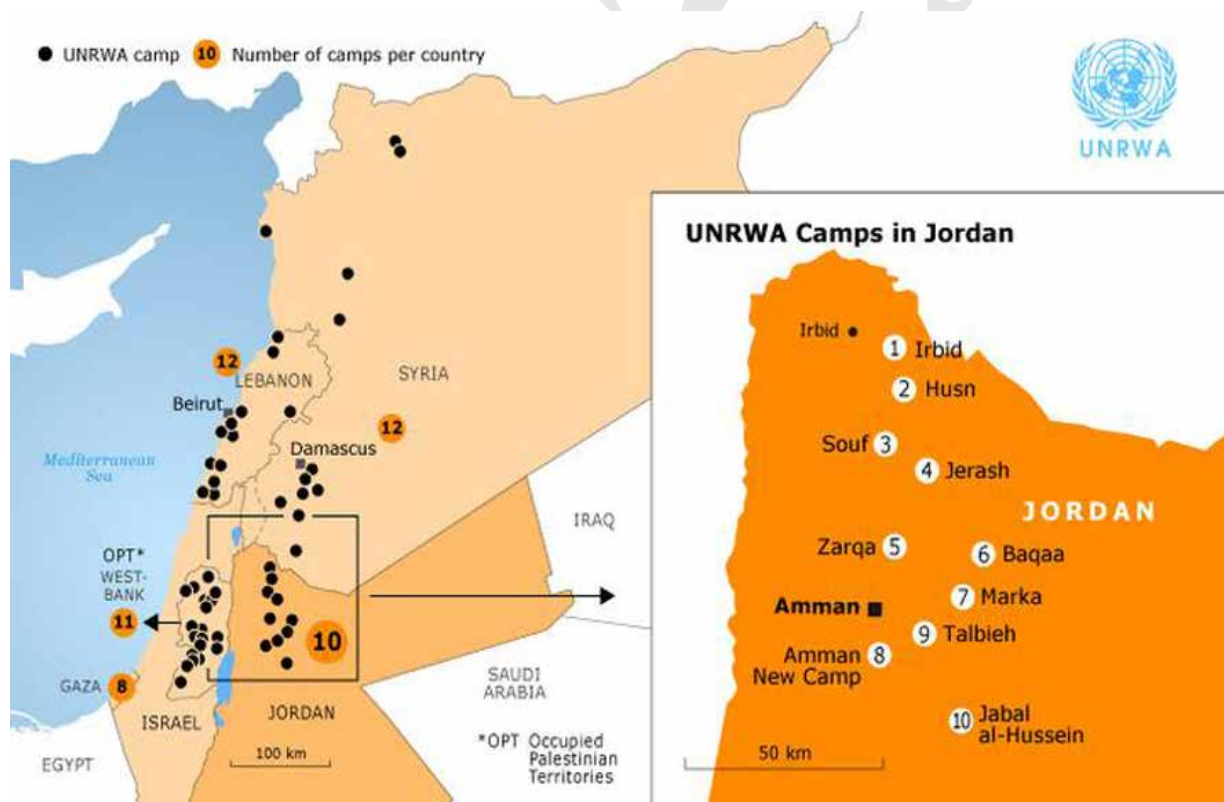 UNRWA camp 10 Number of camps per country
UNRWA
12
LEBANON
SYRIA
Beirut
12
Damascus
Mediterranean
Sea
IRAQ
OPT*
WEST-
BANK
11
10
GAZA 8
SAUDI
ARABIA
ISRAEL
JORDAN
EGYPT
100 km
*OPT Occupied
Palestinian
Territories
UNRWA Camps in Jordan
Irbid
1 Irbid
2 Husn
Souf 3
4 Jerash
JORDAN
Zarqa 5
6 Baqaa
7 Marka
Amman
9 Talbieh
Amman 8
New Camp
10 Jabal
al-Hussein
50 km